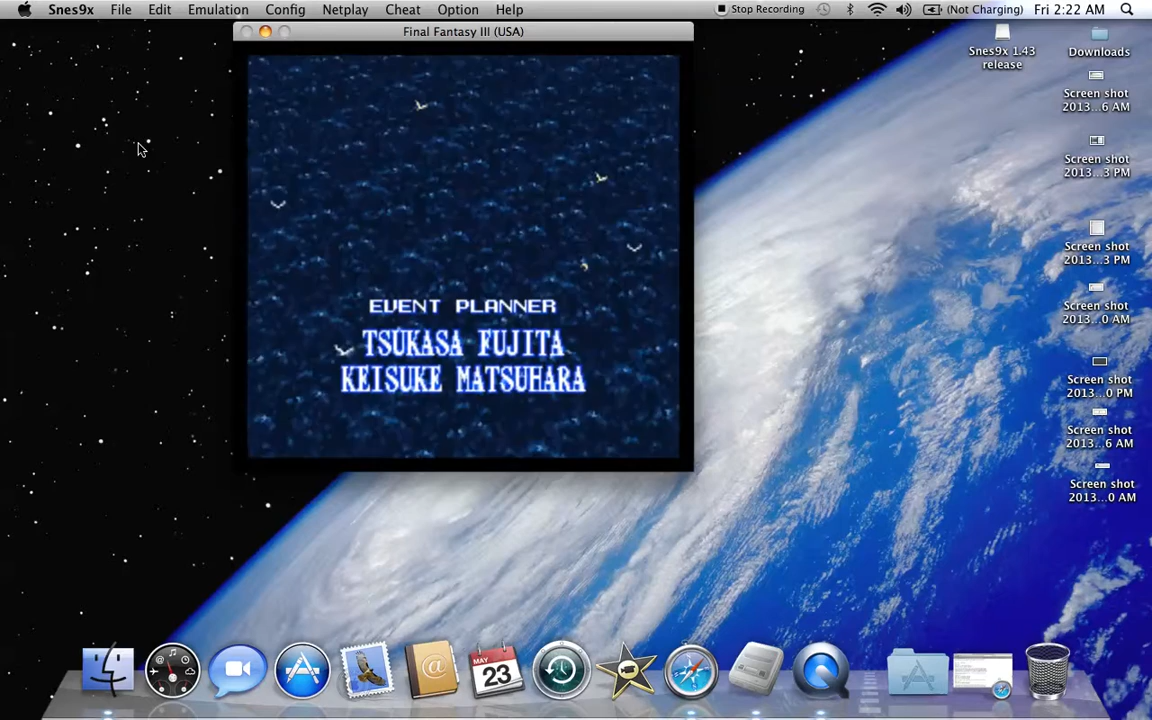 Snes9x File Edit Emulation Config Netplay Cheat Option Help Stop Recording (Not Charging) Fri 2:22 AM
Final Fantasy III (USA)
EVENT PLANNER
TSUKASA FUJITA
KEISUKE MATSUHARA
Snes9x 1.43
release
Downloads
Screen shot
2013...6 AM
Screen shot
2013...3 PM
Screen shot
2013...3 PM
Screen shot
2013...0 AM
Screen shot
2013...0 PM
Screen shot
2013...6 AM
Screen shot
2013...0 AM
MAY
23